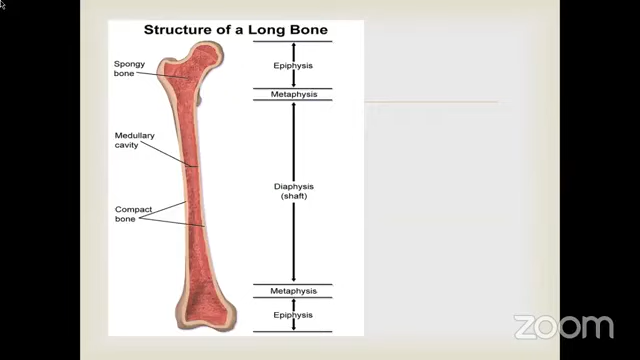 Structure of a Long Bone
Spongy
bone
Epiphysis
Metaphysis
Medullary
cavity
Diaphysis
(shaft)
Compact
bone
Metaphysis
Epiphysis
zoom